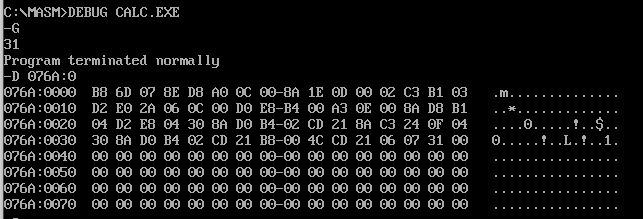 C:\MASM>DEBUG CALC.EXE
-G
31
Program terminated normally
-D 076A:0
076A:0000  B8 6D 07 8E D8 A0 0C 00-8A 1E 0D 00 02 C3 B1 03   .m..............
076A:0010  D2 E0 2A 06 0C 00 D0 E8-B4 00 A3 0E 00 8A D8 B1   ..*.............
076A:0020  04 D2 E8 04 30 8A D0 B4-02 CD 21 8A C3 24 0F 04   ....0.....!..$..
076A:0030  30 8A D0 B4 02 CD 21 B8-00 4C CD 21 06 07 31 00   0.....!..L.!..1.
076A:0040  00 00 00 00 00 00 00 00-00 00 00 00 00 00 00 00   ................
076A:0050  00 00 00 00 00 00 00 00-00 00 00 00 00 00 00 00   ................
076A:0060  00 00 00 00 00 00 00 00-00 00 00 00 00 00 00 00   ................
076A:0070  00 00 00 00 00 00 00 00-00 00 00 00 00 00 00 00   ................